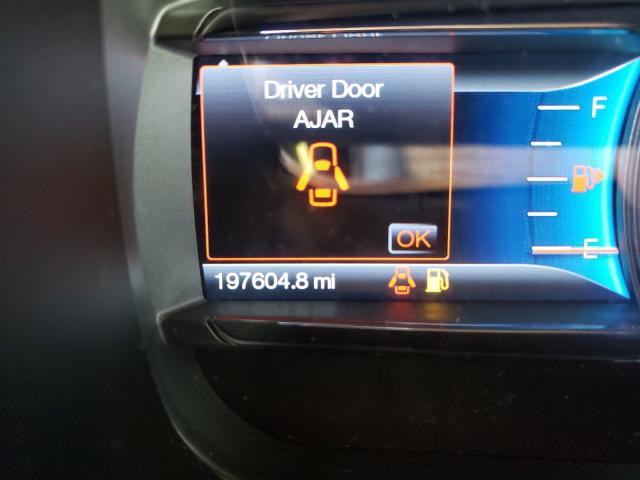 Driver Door
AJAR
OK
197604.8 mi
F
E